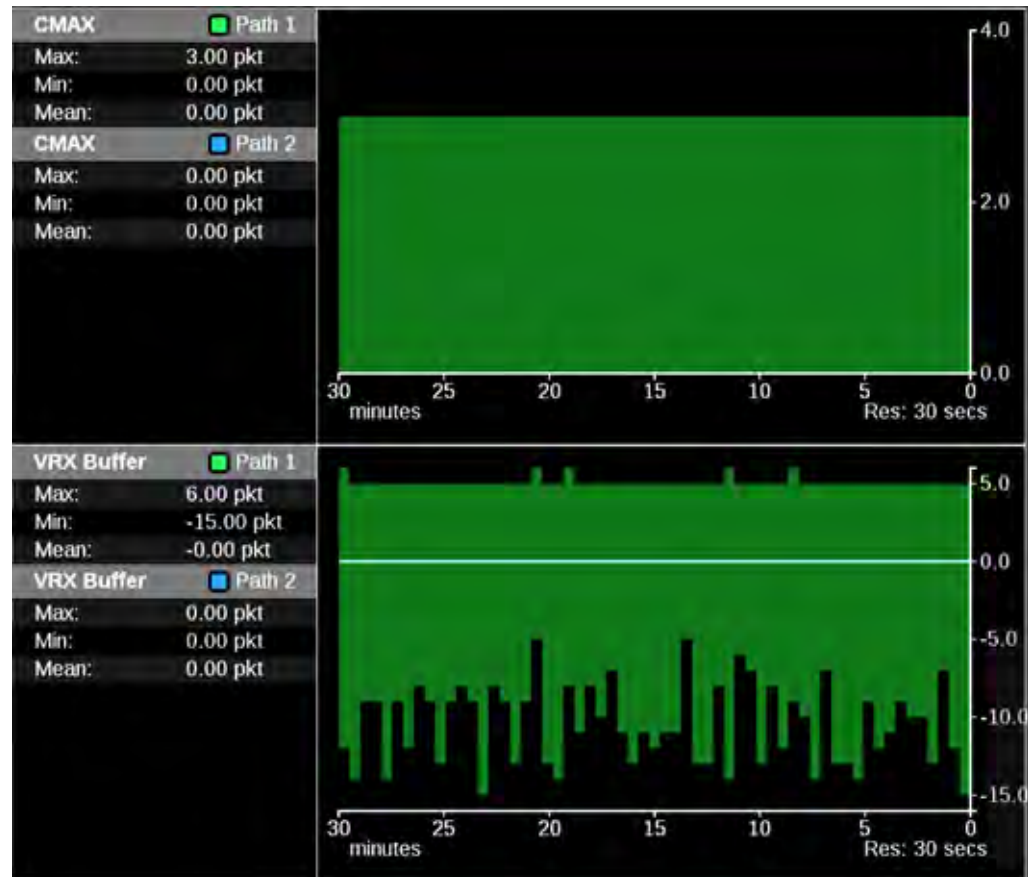 CMAX Path 1
Max: 3.00 pkt
Min: 0.00 pkt
Mean: 0.00 pkt
CMAX Path 2
Max: 0.00 pkt
Min: 0.00 pkt
Mean: 0.00 pkt
4.0
2.0
0.0
30 25 20 15 10 5 0
minutes Res: 30 secs
VRX Buffer Path 1
Max: 6.00 pkt
Min: -15.00 pkt
Mean: -0.00 pkt
VRX Buffer Path 2
Max: 0.00 pkt
Min: 0.00 pkt
Mean: 0.00 pkt
5.0
0.0
-5.0
-10.0
-15.0
30 25 20 15 10 5 0
minutes Res: 30 secs